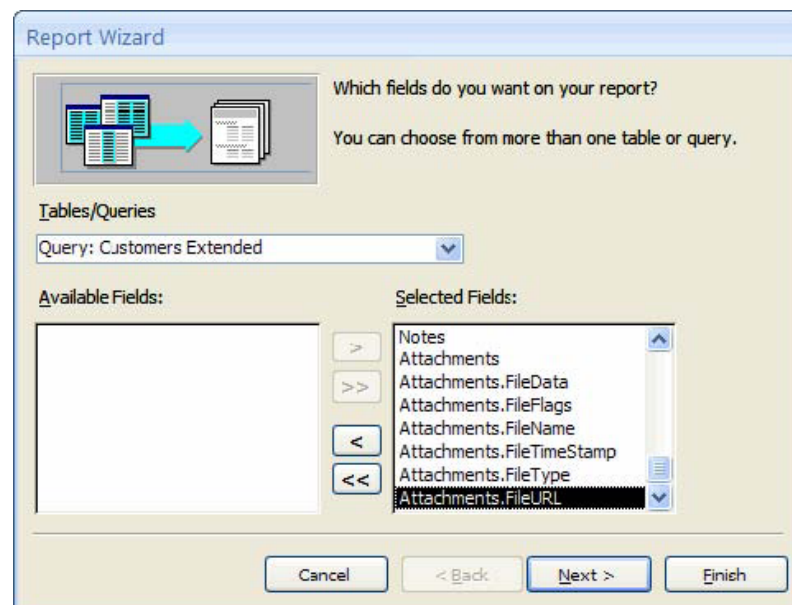 Report Wizard
Which fields do you want on your report?
You can choose from more than one table or query.
Tables/Queries
Query: Customers Extended
Available Fields:
Selected Fields:
>
>>
<
<<
Notes
Attachments
Attachments.FileData
Attachments.FileFlags
Attachments.FileName
Attachments.FileTimeStamp
Attachments.FileType
Attachments.FileURL
Cancel
< Back
Next >
Finish